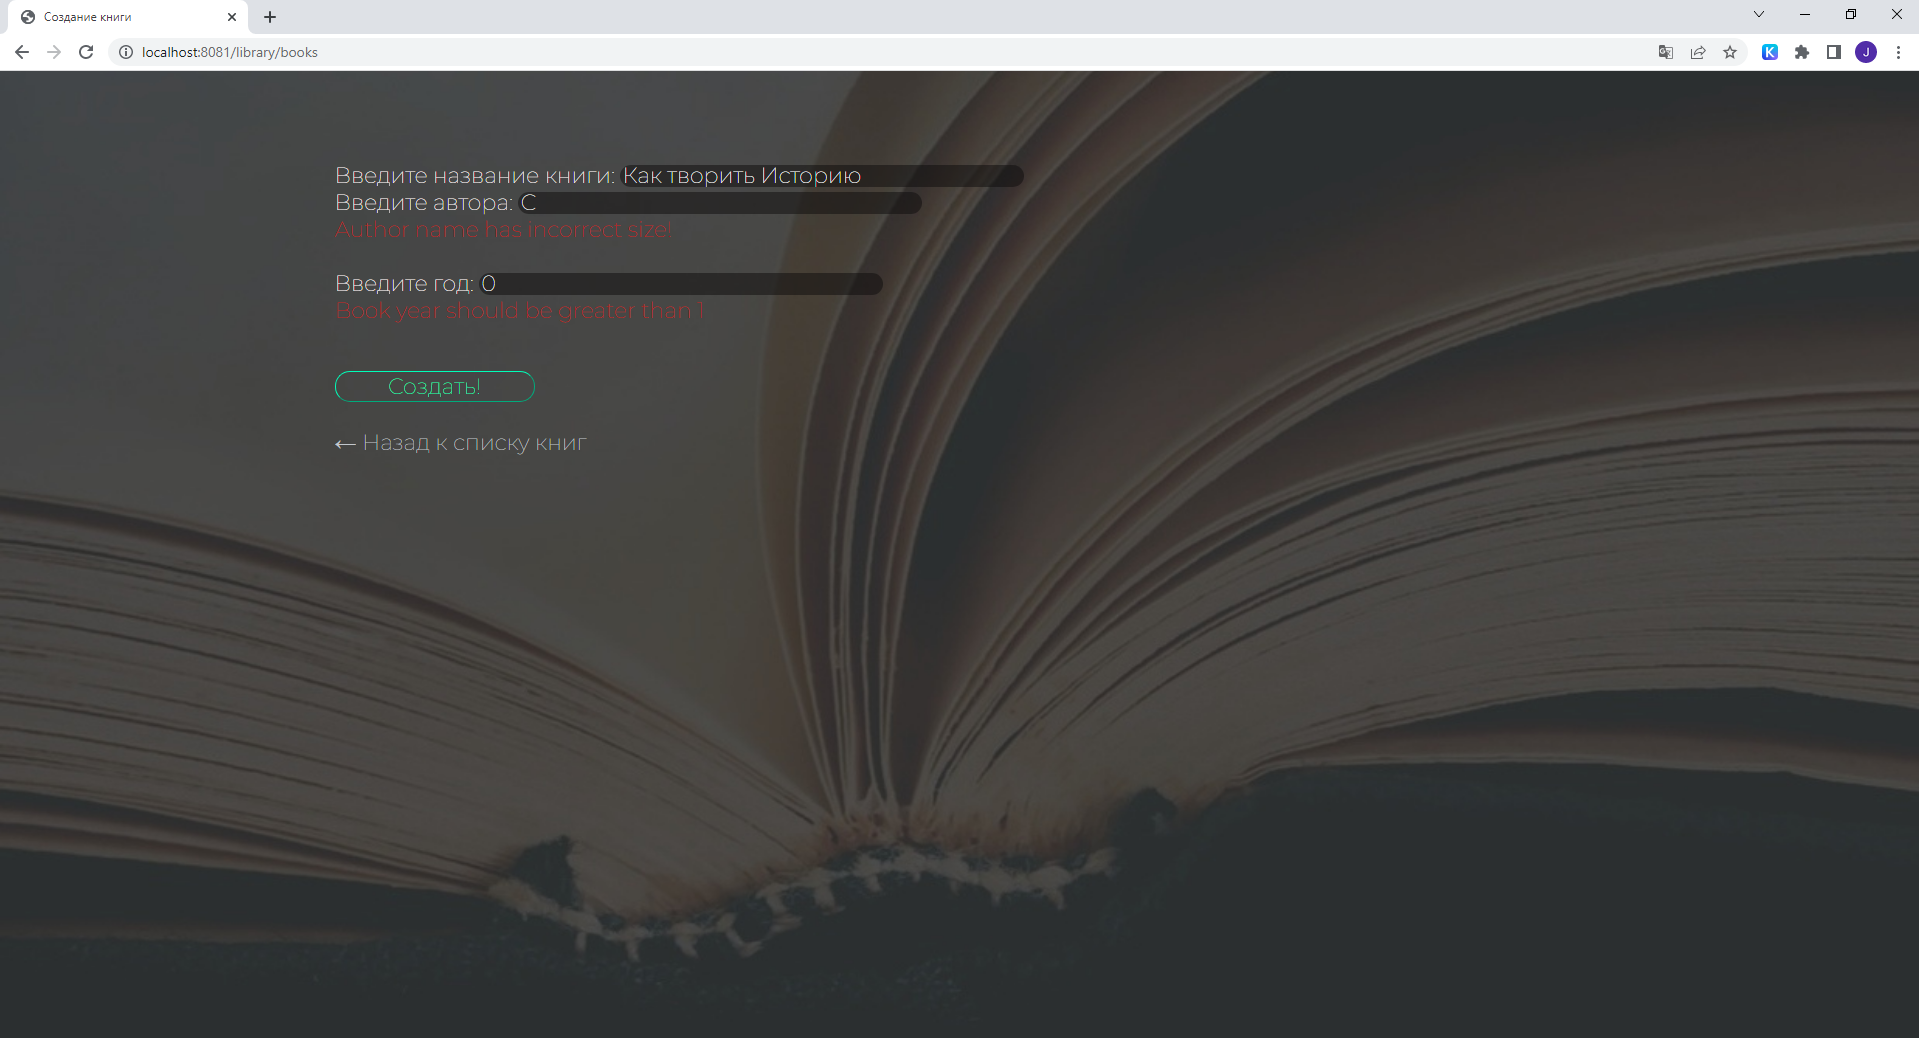 Создание книги
localhost:8081/library/books
K
J
Введите название книги: Как творить Историю
Введите автора: С
Author name has incorrect size!
Введите год: 0
Book year should be greater than 1
Создать!
← Назад к списку книг